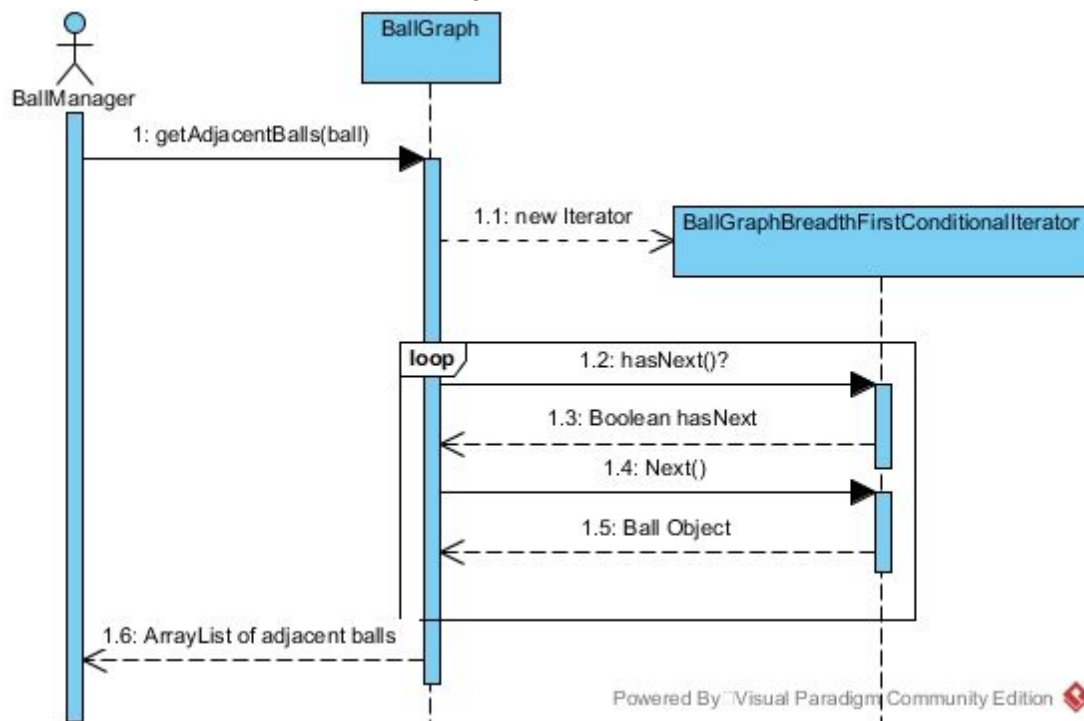 BallGraph
BallManager
1: getAdjacentBalls(ball)
1.1: new Iterator
BallGraphBreadthFirstConditionalIterator
loop
1.2: hasNext()?
1.3: Boolean hasNext
1.4: Next()
1.5: Ball Object
1.6: ArrayList of adjacent balls
Powered By Visual Paradigm Community Edition